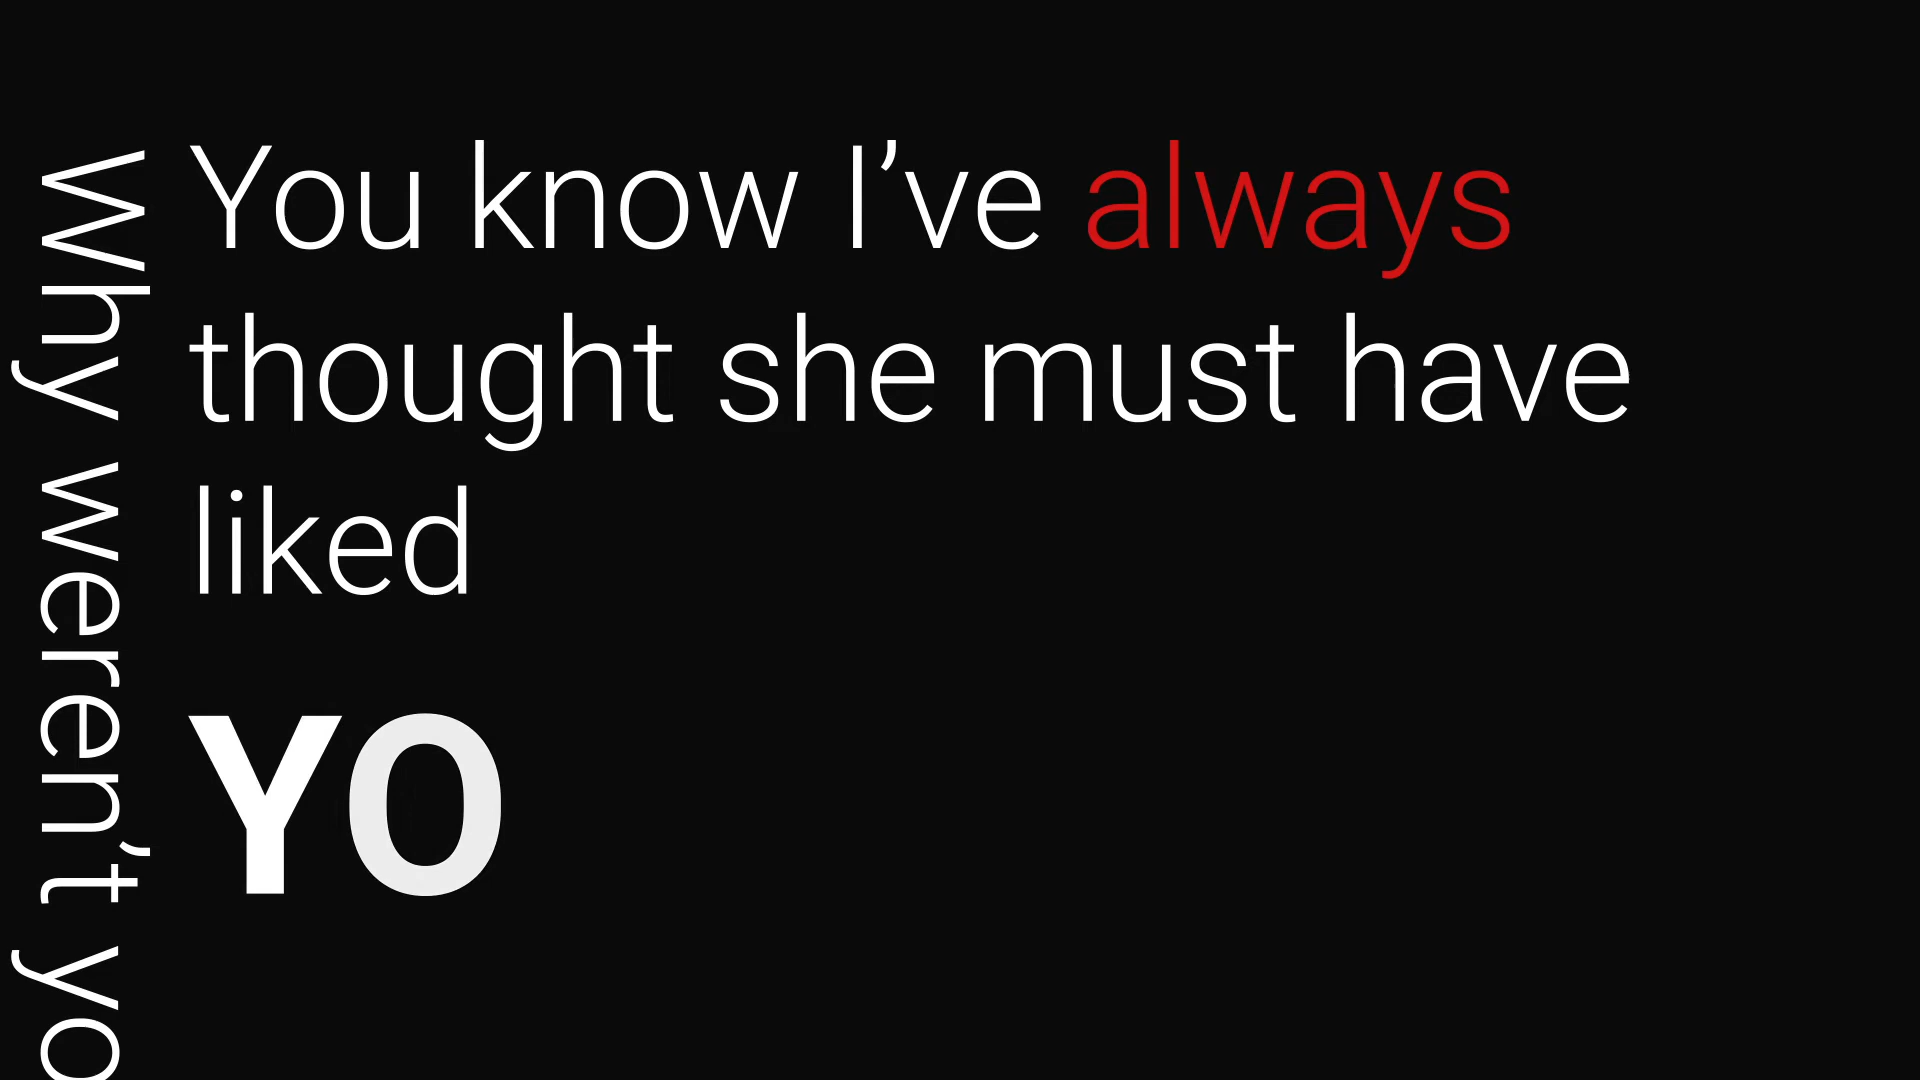 Why weren’t yo
You know I’ve always
thought she must have
liked
YO